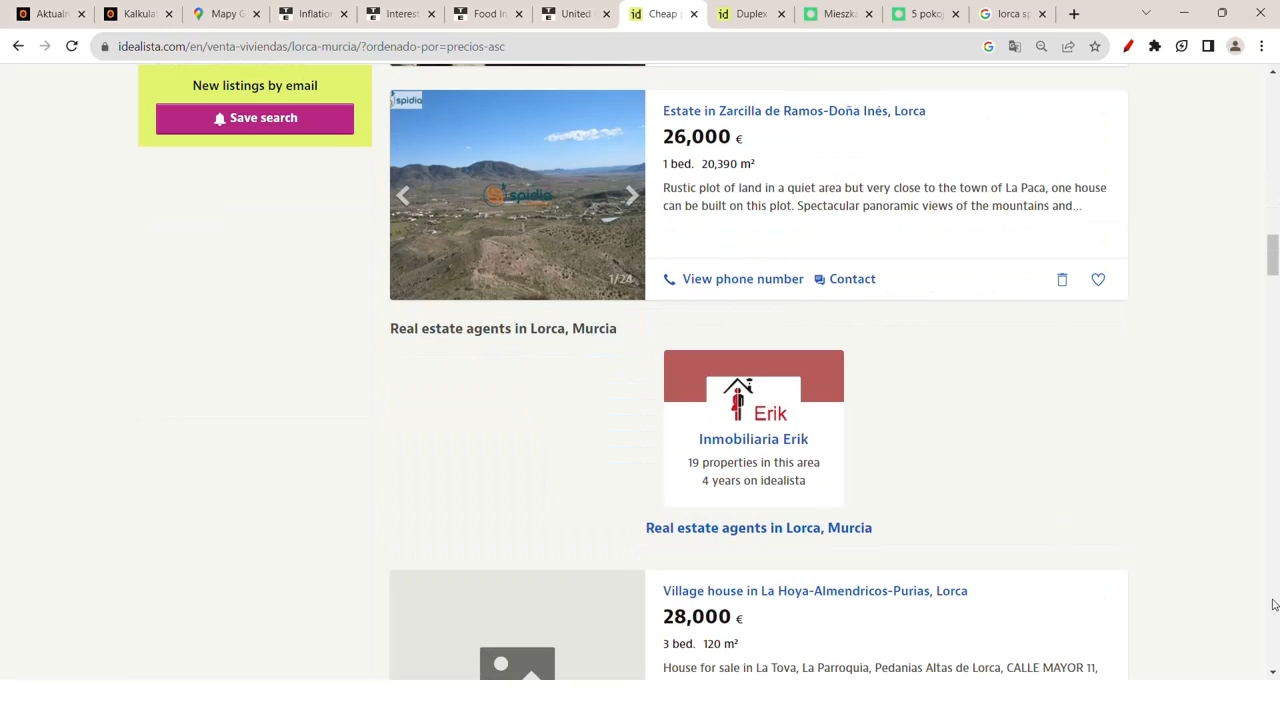 Aktualn
Kalkulat
Mapy G
Inflation
Interest
Food In
United
Cheap
Duplex
Mieszka
5 pokoj
lorca sp
idealista.com/en/venta-viviendas/lorca-murcia/?ordenado-por=precios-asc
New listings by email
Save search
spidia
spidia
1/24
Estate in Zarcilla de Ramos-Doña Inés, Lorca
26,000 €
1 bed. 20,390 m²
Rustic plot of land in a quiet area but very close to the town of La Paca, one house
can be built on this plot. Spectacular panoramic views of the mountains and...
View phone number
Contact
Real estate agents in Lorca, Murcia
Erik
Inmobiliaria Erik
19 properties in this area
4 years on idealista
Real estate agents in Lorca, Murcia
Village house in La Hoya-Almendricos-Purias, Lorca
28,000 €
3 bed. 120 m²
House for sale in La Tova, La Parroquia, Pedanias Altas de Lorca, CALLE MAYOR 11,